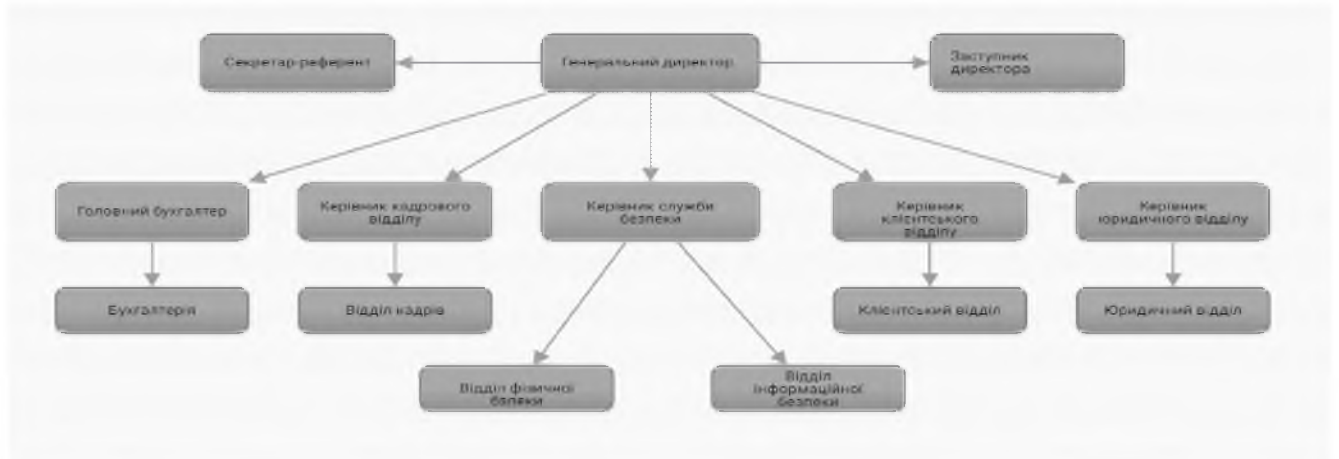 Секретар-референт
Генеральний директор
Заступник
директора
Головний бухгалтер
Керівник кадрового
відділу
Керівник служби
безпеки
Керівник
клієнтського
відділу
Керівник
юридичного відділу
Бухгалтерія
Відділ кадрів
Клієнтський відділ
Юридичний відділ
Відділ фізичної
бзпеки
Відділ
інформаційної
безпеки